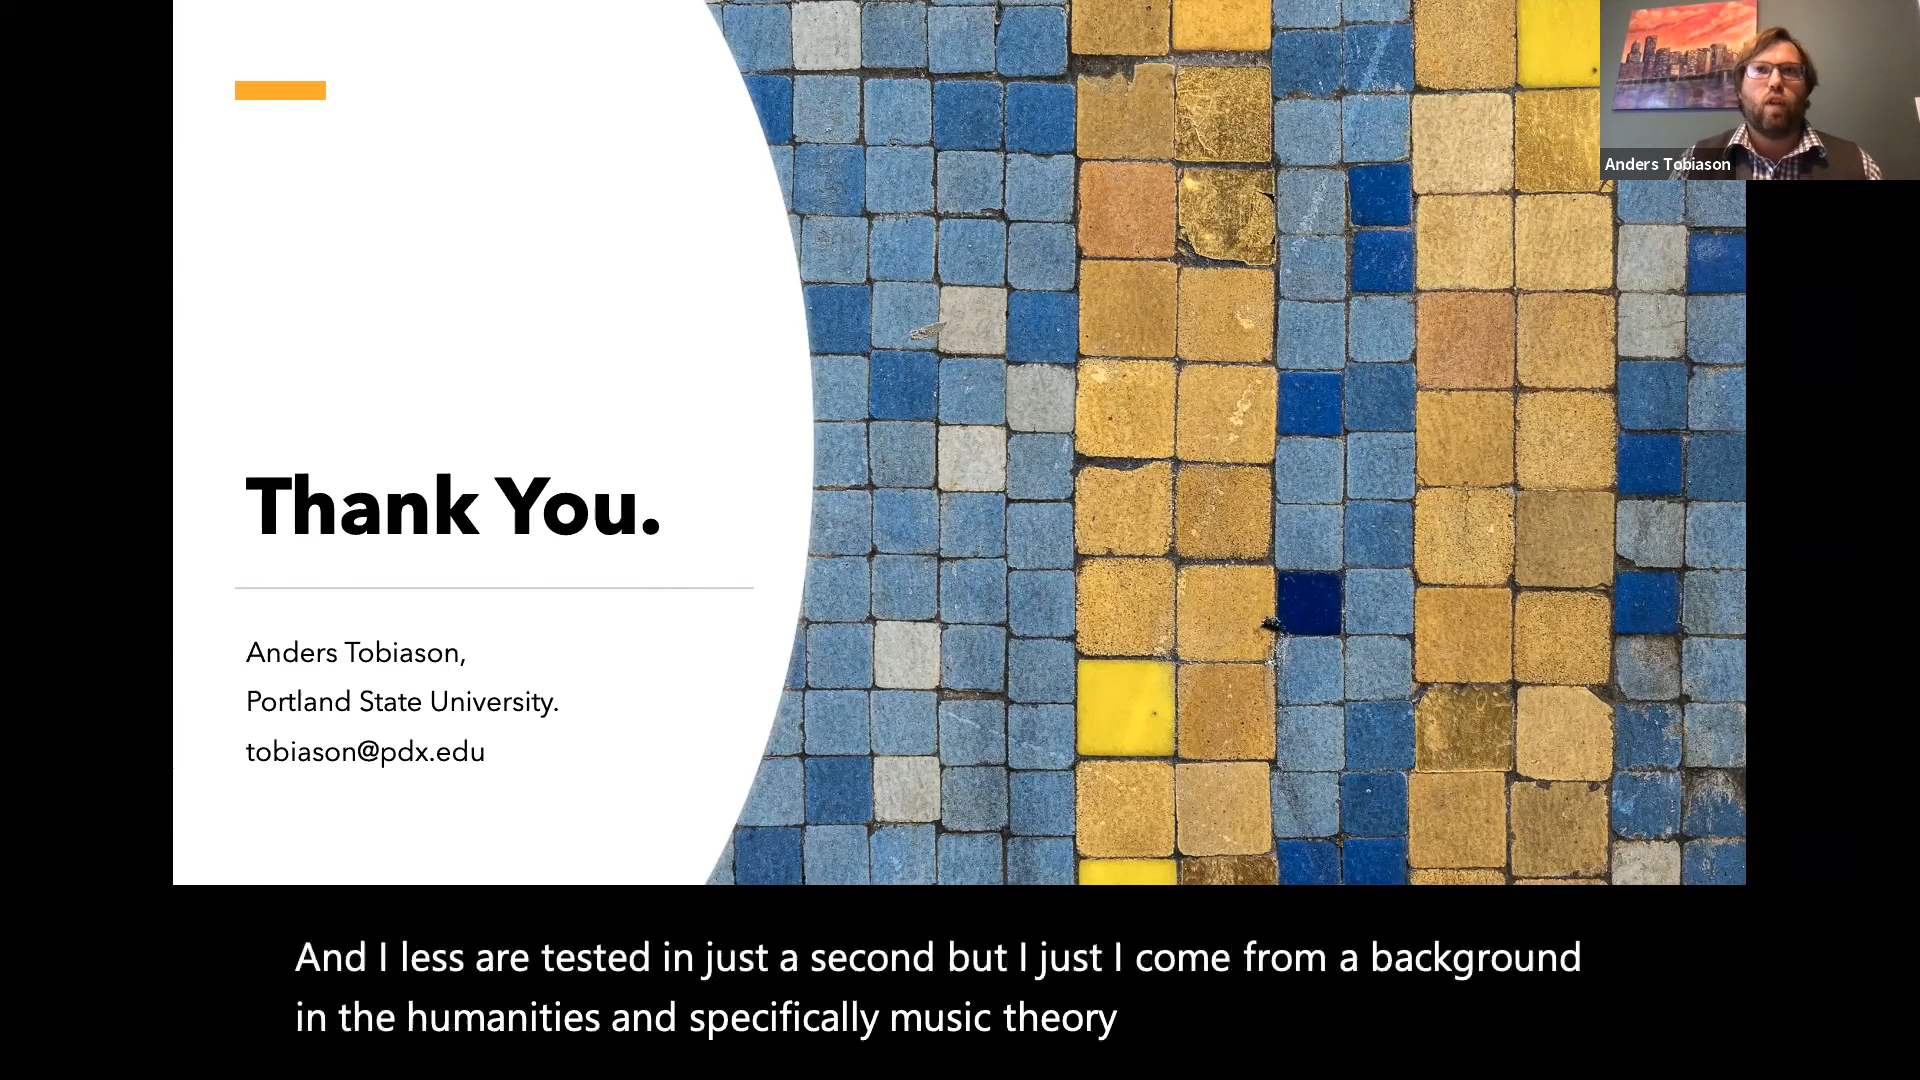 Anders Tobiason
Thank You.
Anders Tobiason,
Portland State University.
tobiason@pdx.edu
And I less are tested in just a second but I just I come from a background
in the humanities and specifically music theory